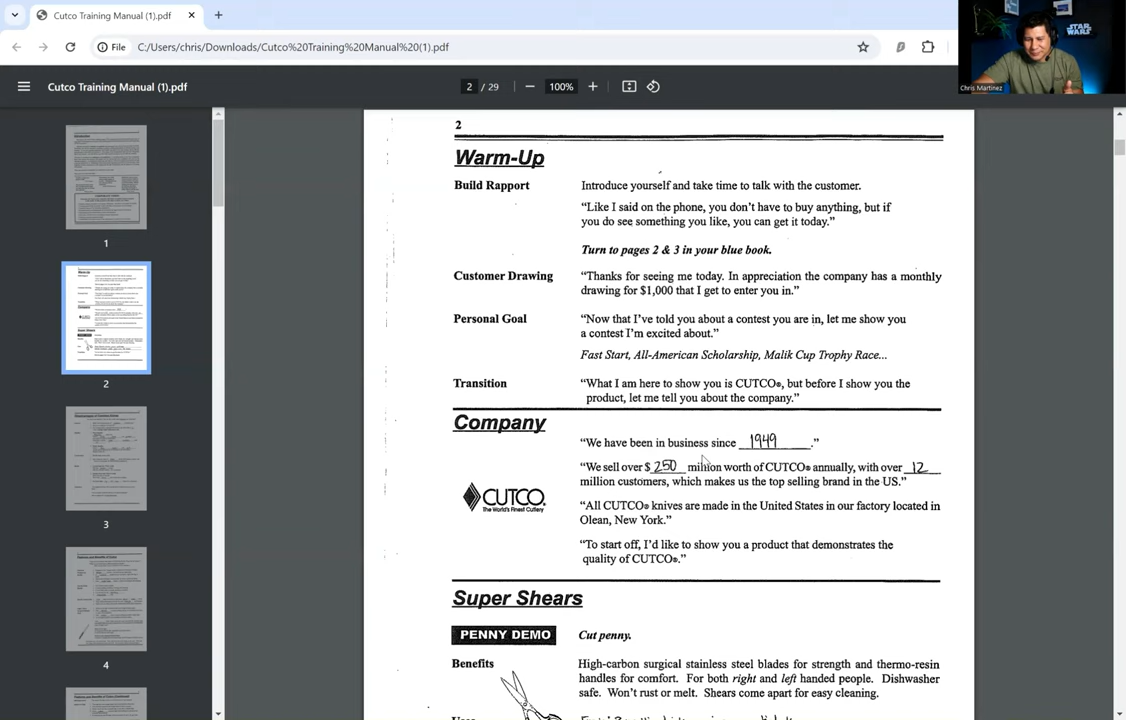 Cutco Training Manual (1).pdf
File C:/Users/chris/Downloads/Cutco%20Training%20Manual%20(1).pdf
STAR WARS
Chris Martinez
Cutco Training Manual (1).pdf
2 / 29
100%
1
2
3
4
2
Warm-Up
Build Rapport Introduce yourself and take time to talk with the customer.
“Like I said on the phone, you don’t have to buy anything, but if
you do see something you like, you can get it today.”
Turn to pages 2 & 3 in your blue book.
Customer Drawing “Thanks for seeing me today. In appreciation the company has a monthly
drawing for $1,000 that I get to enter you in.”
Personal Goal “Now that I’ve told you about a contest you are in, let me show you
a contest I’m excited about.”
Fast Start, All-American Scholarship, Malik Cup Trophy Race...
Transition “What I am here to show you is CUTCO®, but before I show you the
product, let me tell you about the company.”
Company
“We have been in business since 1949.”
“We sell over $ 250 million worth of CUTCO® annually, with over 12
million customers, which makes us the top selling brand in the US.”
CUTCO
The World’s Finest Cutlery
“All CUTCO® knives are made in the United States in our factory located in
Olean, New York.”
“To start off, I’d like to show you a product that demonstrates the
quality of CUTCO®.”
Super Shears
PENNY DEMO Cut penny.
Benefits High-carbon surgical stainless steel blades for strength and thermo-resin
handles for comfort. For both right and left handed people. Dishwasher
safe. Won’t rust or melt. Shears come apart for easy cleaning.